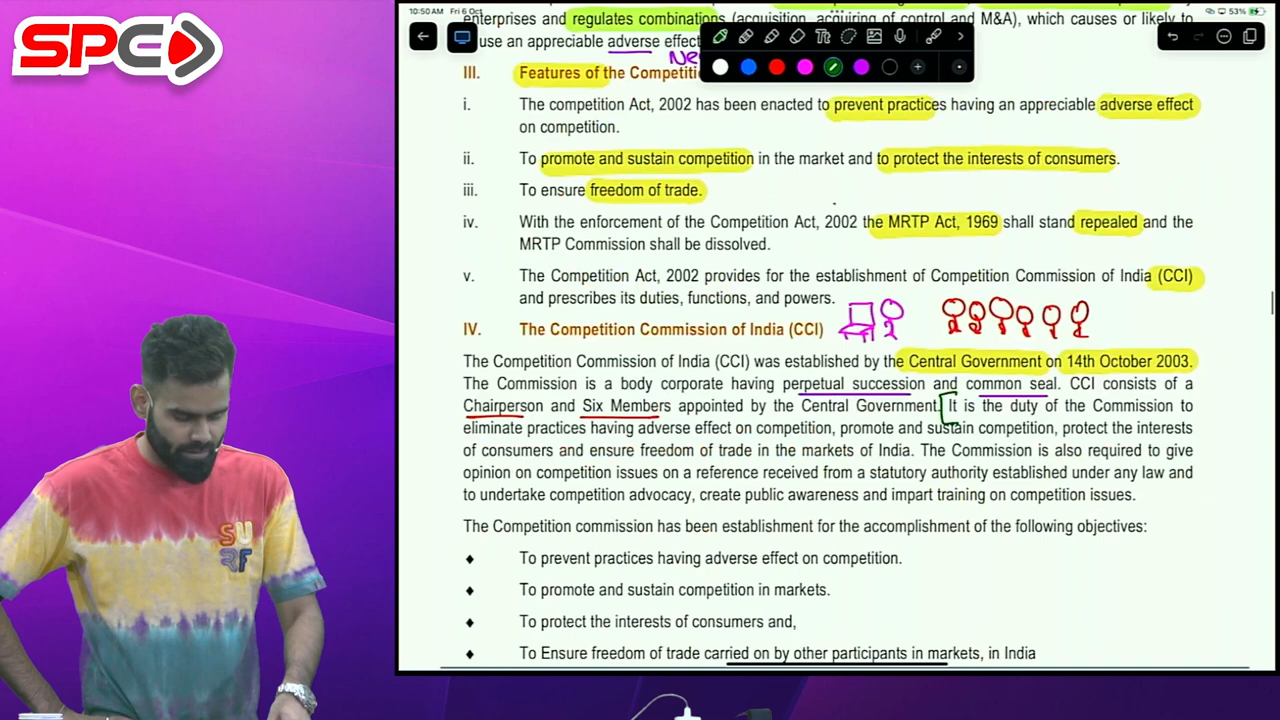 SPC
10:50 AM Fri 6 Oct
53%
enterprises and regulates combinations (acquisition, acquiring of control and M&A), which causes or likely to
use an appreciable adverse effect
III. Features of the Competiti
i. The competition Act, 2002 has been enacted to prevent practices having an appreciable adverse effect
on competition.
ii. To promote and sustain competition in the market and to protect the interests of consumers.
iii. To ensure freedom of trade.
iv. With the enforcement of the Competition Act, 2002 the MRTP Act, 1969 shall stand repealed and the
MRTP Commission shall be dissolved.
v. The Competition Act, 2002 provides for the establishment of Competition Commission of India (CCI)
and prescribes its duties, functions, and powers.
IV. The Competition Commission of India (CCI)
The Competition Commission of India (CCI) was established by the Central Government on 14th October 2003.
The Commission is a body corporate having perpetual succession and common seal. CCI consists of a
Chairperson and Six Members appointed by the Central Government. It is the duty of the Commission to
eliminate practices having adverse effect on competition, promote and sustain competition, protect the interests
of consumers and ensure freedom of trade in the markets of India. The Commission is also required to give
opinion on competition issues on a reference received from a statutory authority established under any law and
to undertake competition advocacy, create public awareness and impart training on competition issues.
The Competition commission has been establishment for the accomplishment of the following objectives:
♦ To prevent practices having adverse effect on competition.
♦ To promote and sustain competition in markets.
♦ To protect the interests of consumers and,
♦ To Ensure freedom of trade carried on by other participants in markets, in India
SU
RF